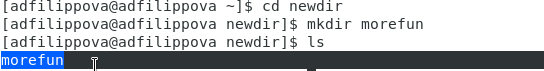 [adfilippova@adfilippova ~]$ cd newdir
[adfilippova@adfilippova newdir]$ mkdir morefun
[adfilippova@adfilippova newdir]$ ls
morefun